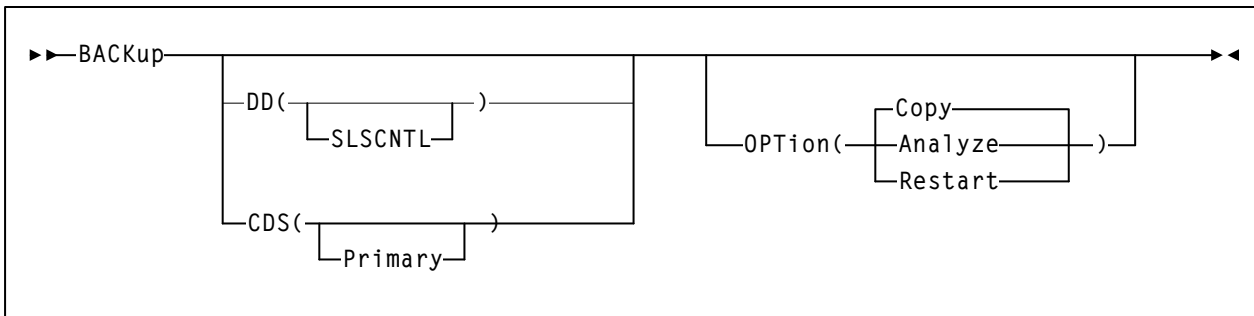 BACKup
DD( )
SLSCNTL
CDS( )
Primary
Copy
OPTion( Analyze )
Restart